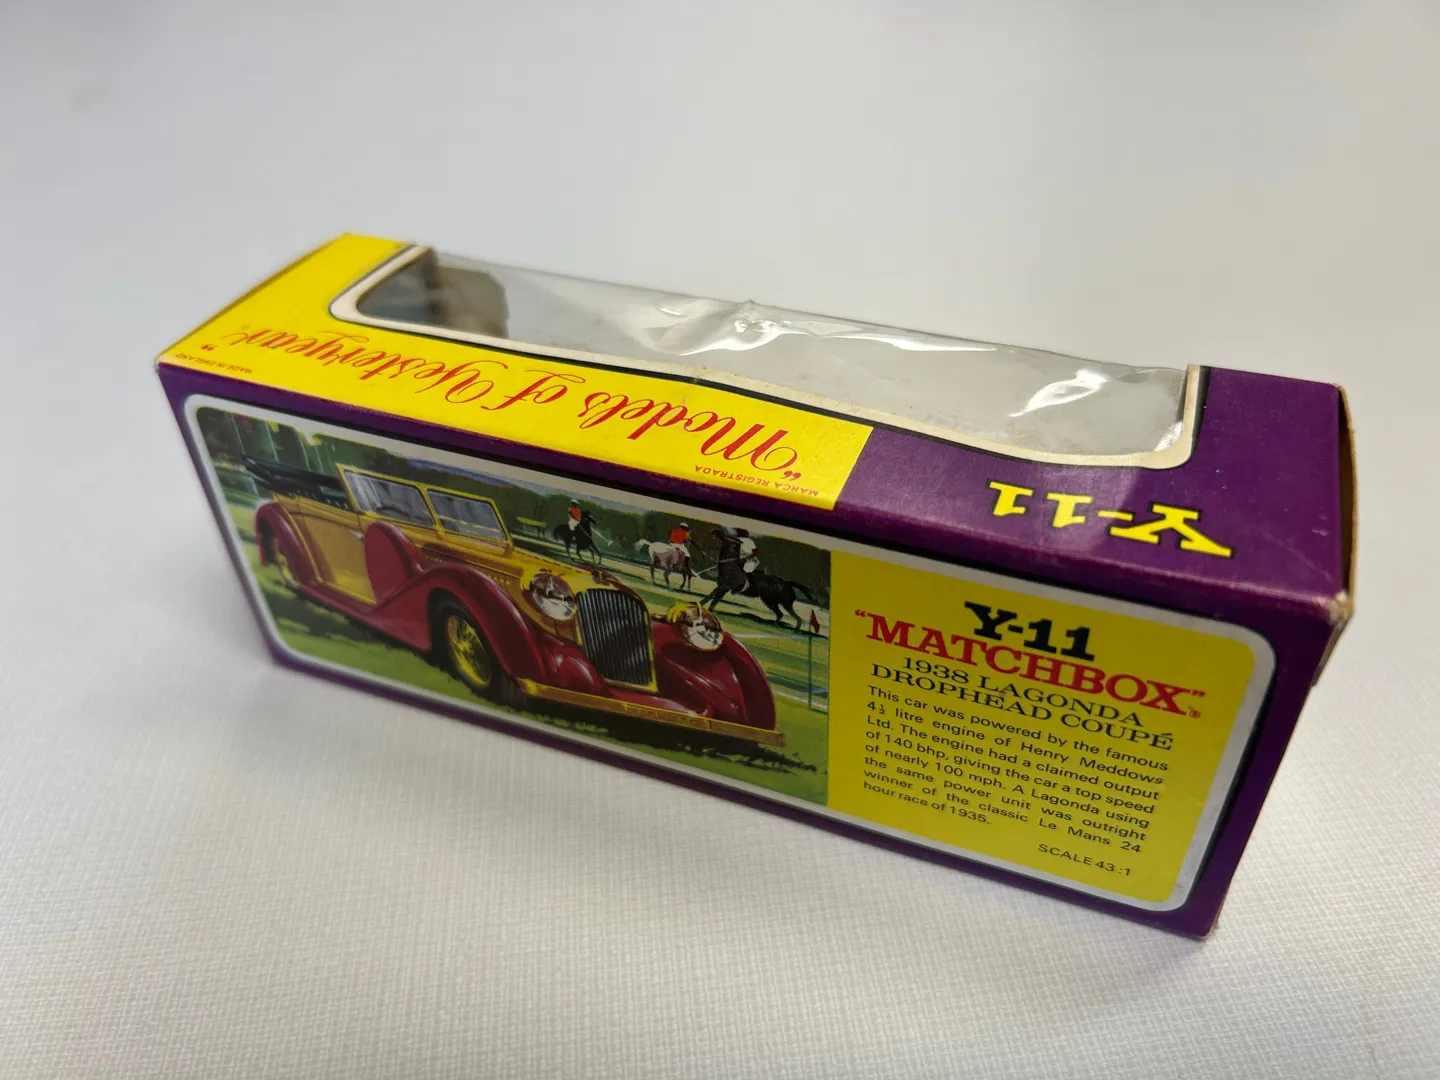 "Models of Yesteryear"
MARCA REGISTRADA
MADE IN ENGLAND
Y-11
Y-11
"MATCHBOX"®
1938 LAGONDA
DROPHEAD COUPÉ
This car was powered by the famous
4½ litre engine of Henry Meddows
Ltd. The engine had a claimed output
of 140 bhp, giving the car a top speed
of nearly 100 mph. A Lagonda using
the same power unit was outright
winner of the classic Le Mans 24
hour race of 1935.
SCALE 43:1